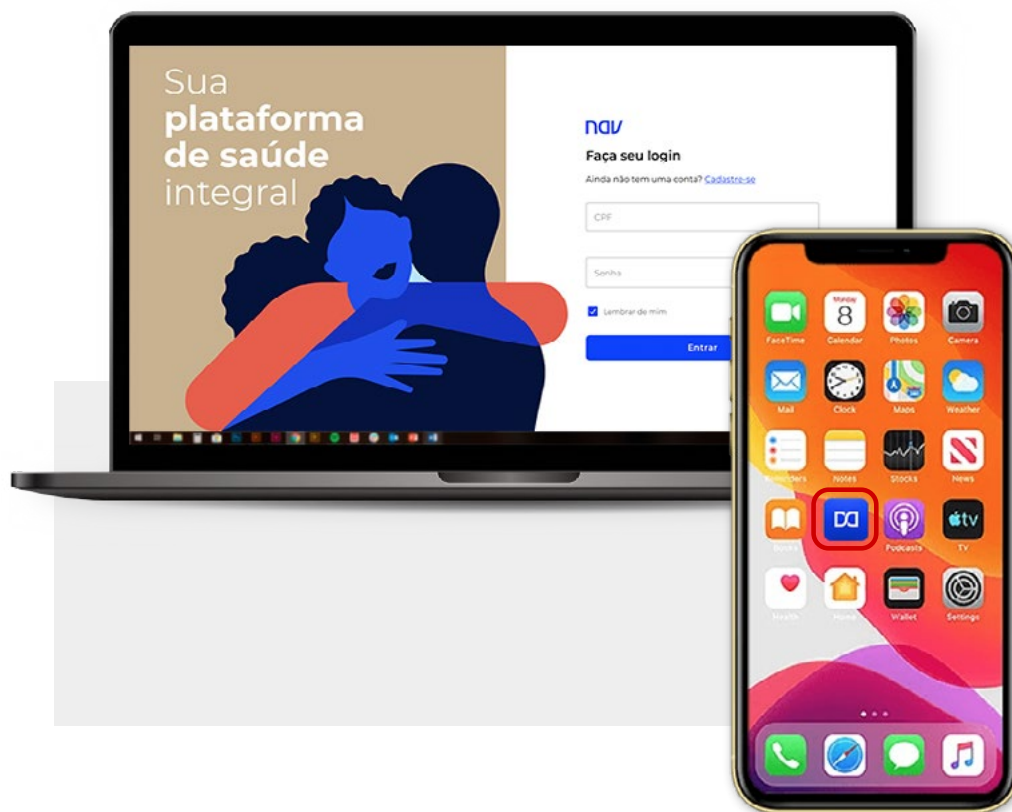 Sua
plataforma
de saúde
integral
nav
Faça seu login
Ainda não tem uma conta? Cadastre-se
CPF
Senha
Lembrar de mim
Entrar
FaceTime
Monday
8
Calendar
Photos
Camera
Mail
Clock
Maps
Weather
Reminders
Notes
Stocks
News
Books
Podcasts
tv
TV
Health
Home
Wallet
Settings